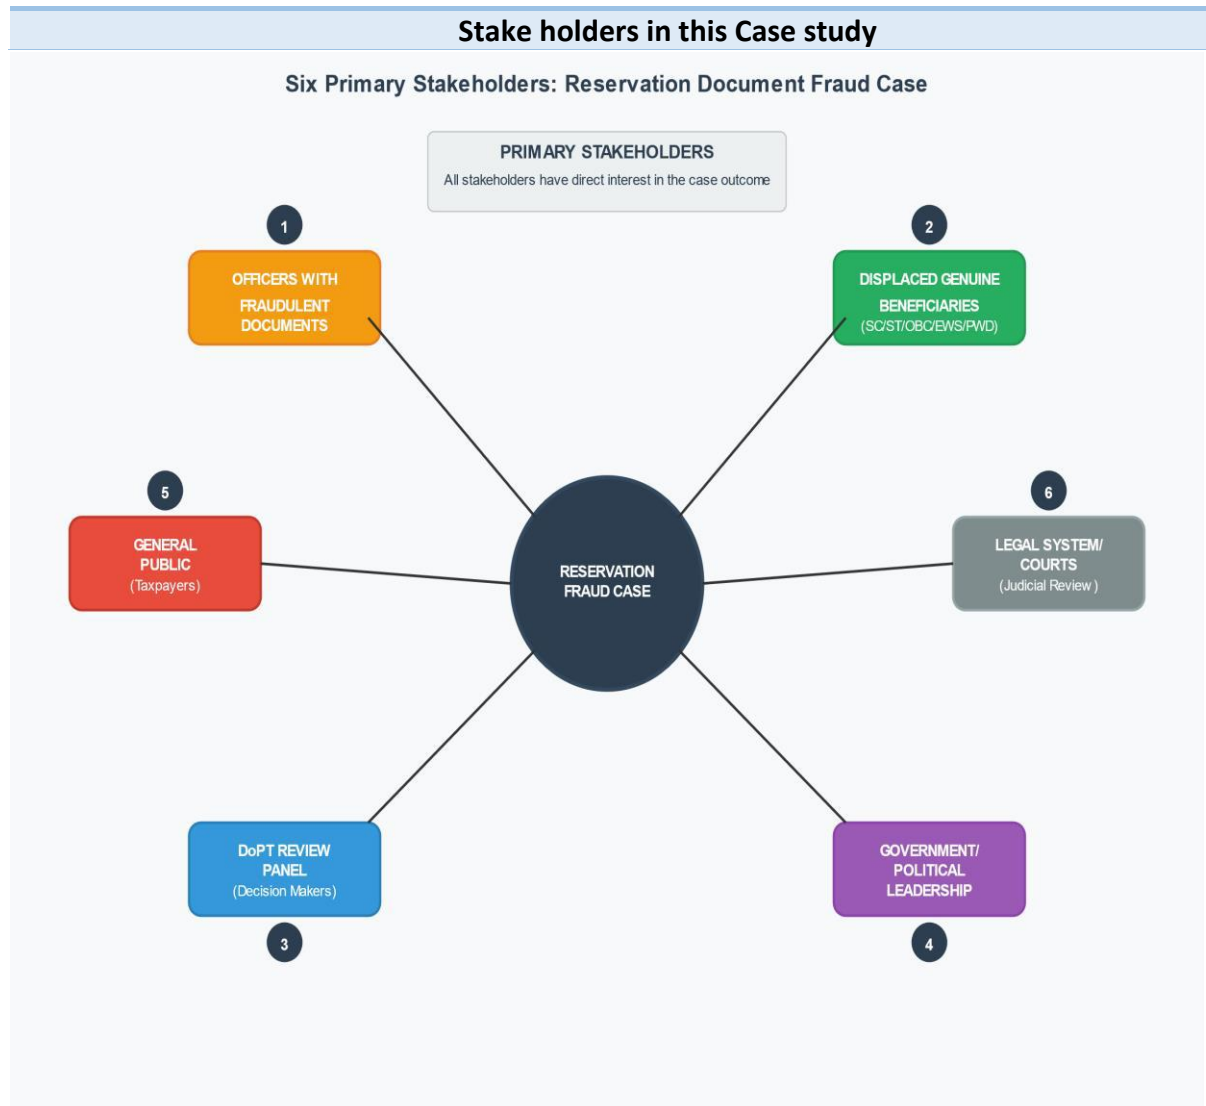 Stake holders in this Case study
Six Primary Stakeholders: Reservation Document Fraud Case
PRIMARY STAKEHOLDERS
All stakeholders have direct interest in the case outcome
1
OFFICERS WITH
FRAUDULENT
DOCUMENTS
2
DISPLACED GENUINE
BENEFICIARIES
(SC/ST/OBC/EWS/PWD)
5
GENERAL
PUBLIC
(Taxpayers)
RESERVATION
FRAUD CASE
6
LEGAL SYSTEM/
COURTS
(Judicial Review )
DoPT REVIEW
PANEL
(Decision Makers)
3
GOVERNMENT/
POLITICAL
LEADERSHIP
4